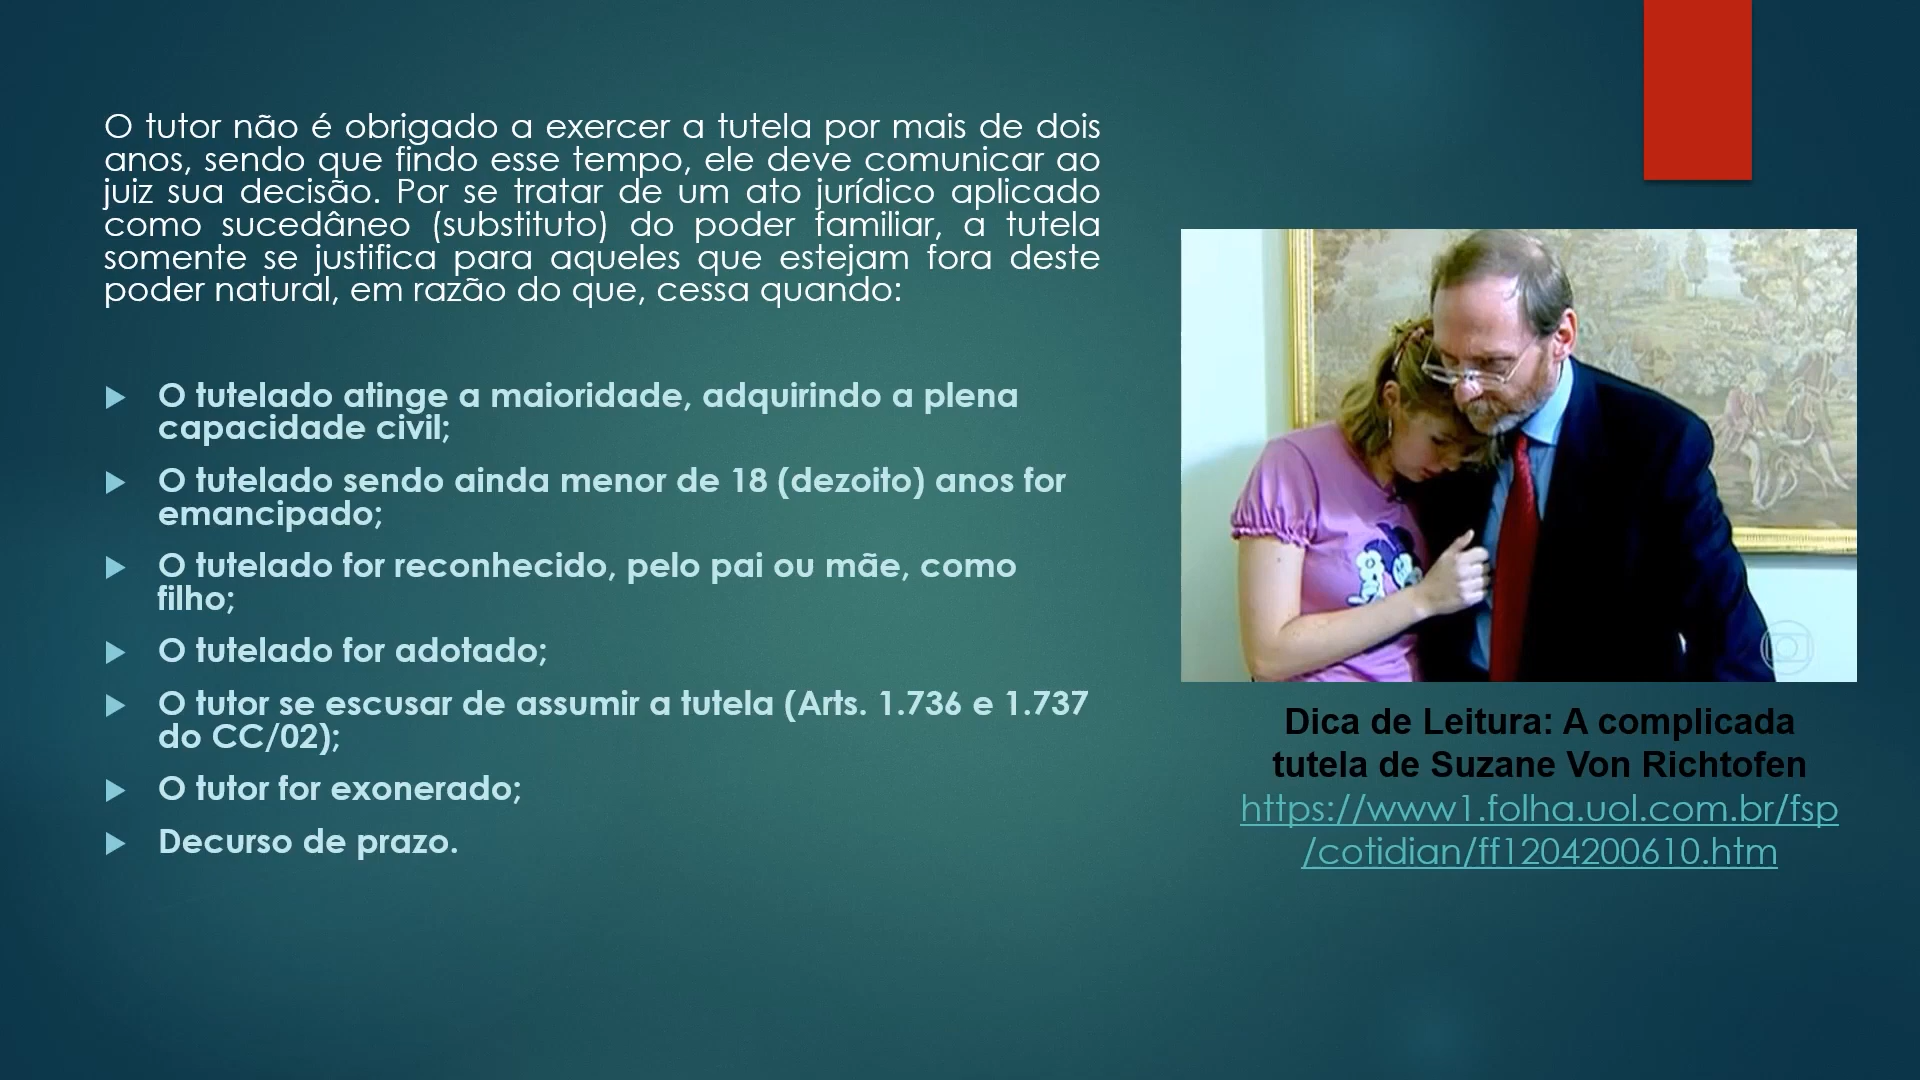 O tutor não é obrigado a exercer a tutela por mais de dois
anos, sendo que findo esse tempo, ele deve comunicar ao
juiz sua decisão. Por se tratar de um ato jurídico aplicado
como sucedâneo (substituto) do poder familiar, a tutela
somente se justifica para aqueles que estejam fora deste
poder natural, em razão do que, cessa quando:
O tutelado atinge a maioridade, adquirindo a plena
capacidade civil;
O tutelado sendo ainda menor de 18 (dezoito) anos for
emancipado;
O tutelado for reconhecido, pelo pai ou mãe, como
filho;
O tutelado for adotado;
O tutor se escusar de assumir a tutela (Arts. 1.736 e 1.737
do CC/02);
O tutor for exonerado;
Decurso de prazo.
Dica de Leitura: A complicada
tutela de Suzane Von Richtofen
https://www1.folha.uol.com.br/fsp
/cotidian/ff1204200610.htm